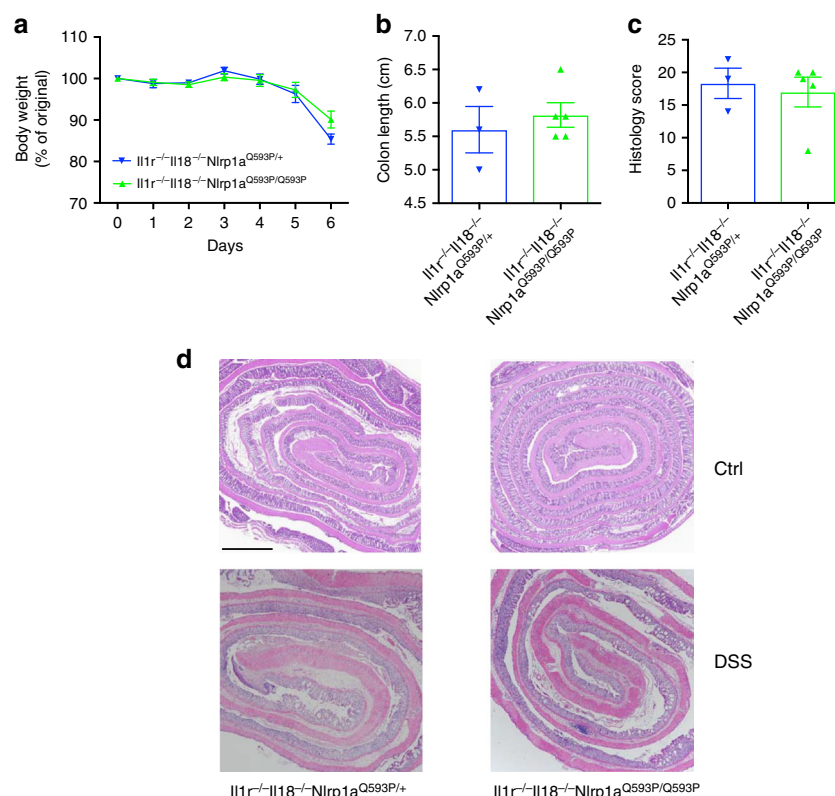 a
110
100
90
80
70
Body weight
(% of original)
Il1r–/–Il18–/–Nlrp1aQ593P/+
Il1r–/–Il18–/–Nlrp1aQ593P/Q593P
0 1 2 3 4 5 6
Days
b
7.0
6.5
6.0
5.5
5.0
4.5
Colon length (cm)
Il1r–/–Il18–/–
Nlrp1aQ593P/+
Il1r–/–Il18–/–
Nlrp1aQ593P/Q593P
c
25
20
15
10
5
0
Histology score
Il1r–/–Il18–/–
Nlrp1aQ593P/+
Il1r–/–Il18–/–
Nlrp1aQ593P/Q593P
d
Ctrl
DSS
Il1r–/–Il18–/–Nlrp1aQ593P/+
Il1r–/–Il18–/–Nlrp1aQ593P/Q593P